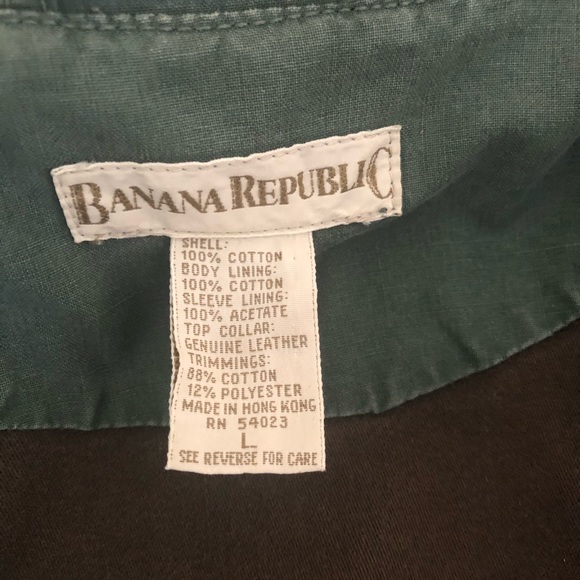 BANANA REPUBLIC
SHELL:
100% COTTON
BODY LINING:
100% COTTON
SLEEVE LINING:
100% ACETATE
TOP COLLAR:
GENUINE LEATHER
TRIMMINGS:
88% COTTON
12% POLYESTER
MADE IN HONG KONG
RN 54023
L
SEE REVERSE FOR CARE